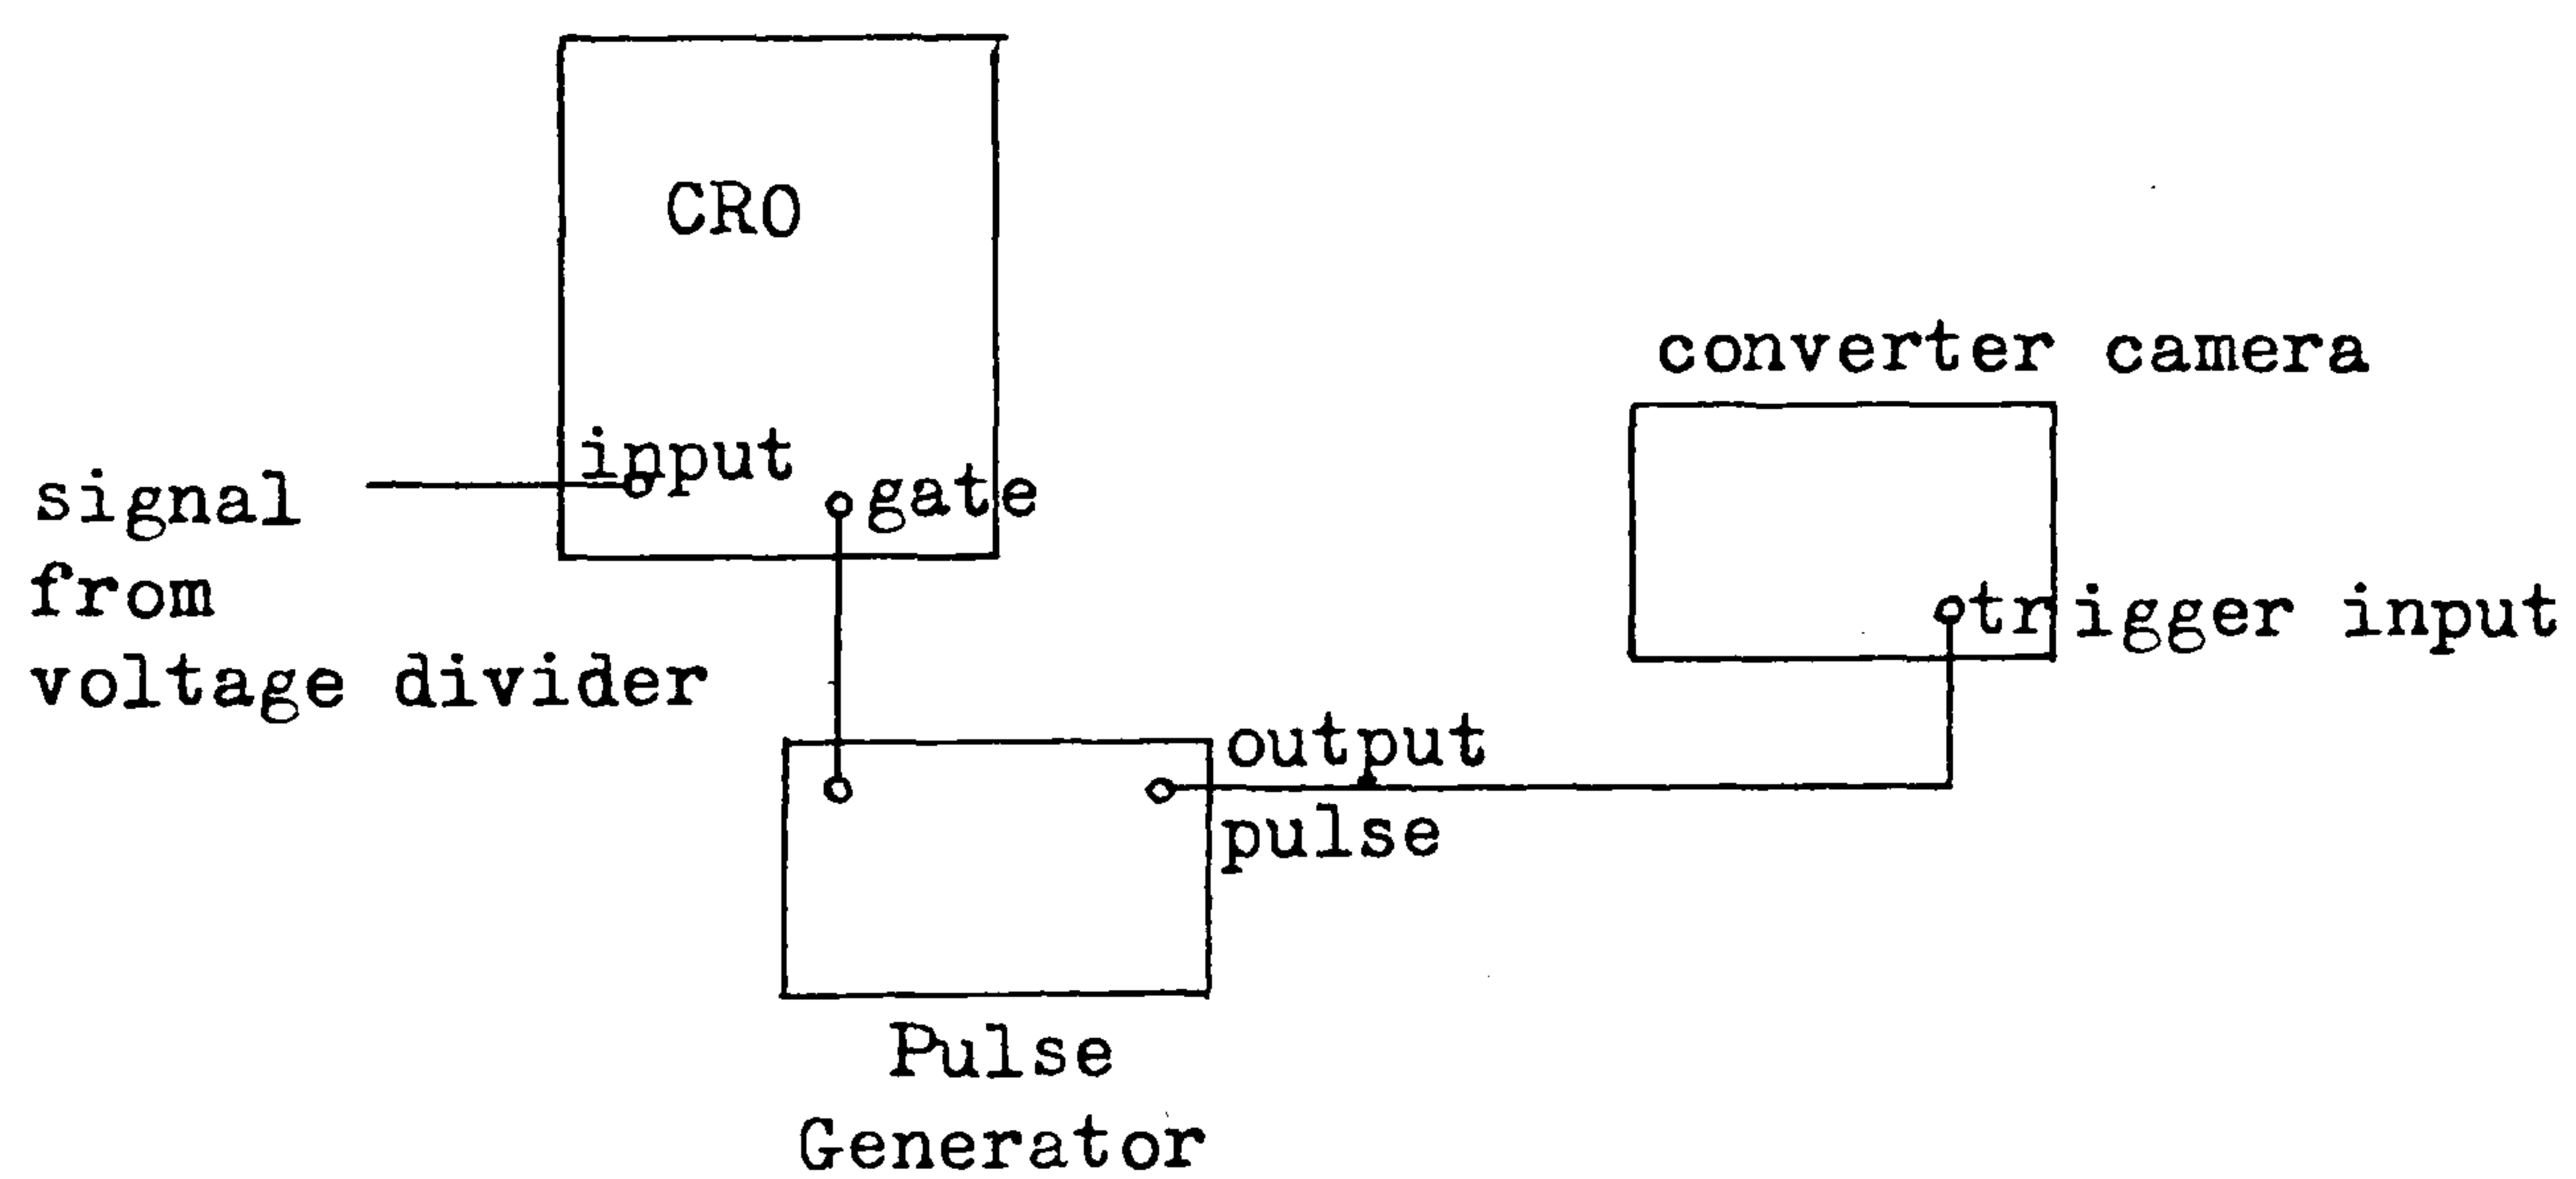 CRO
input
gate
signal
from
voltage divider
converter camera
trigger input
output
pulse
Pulse
Generator